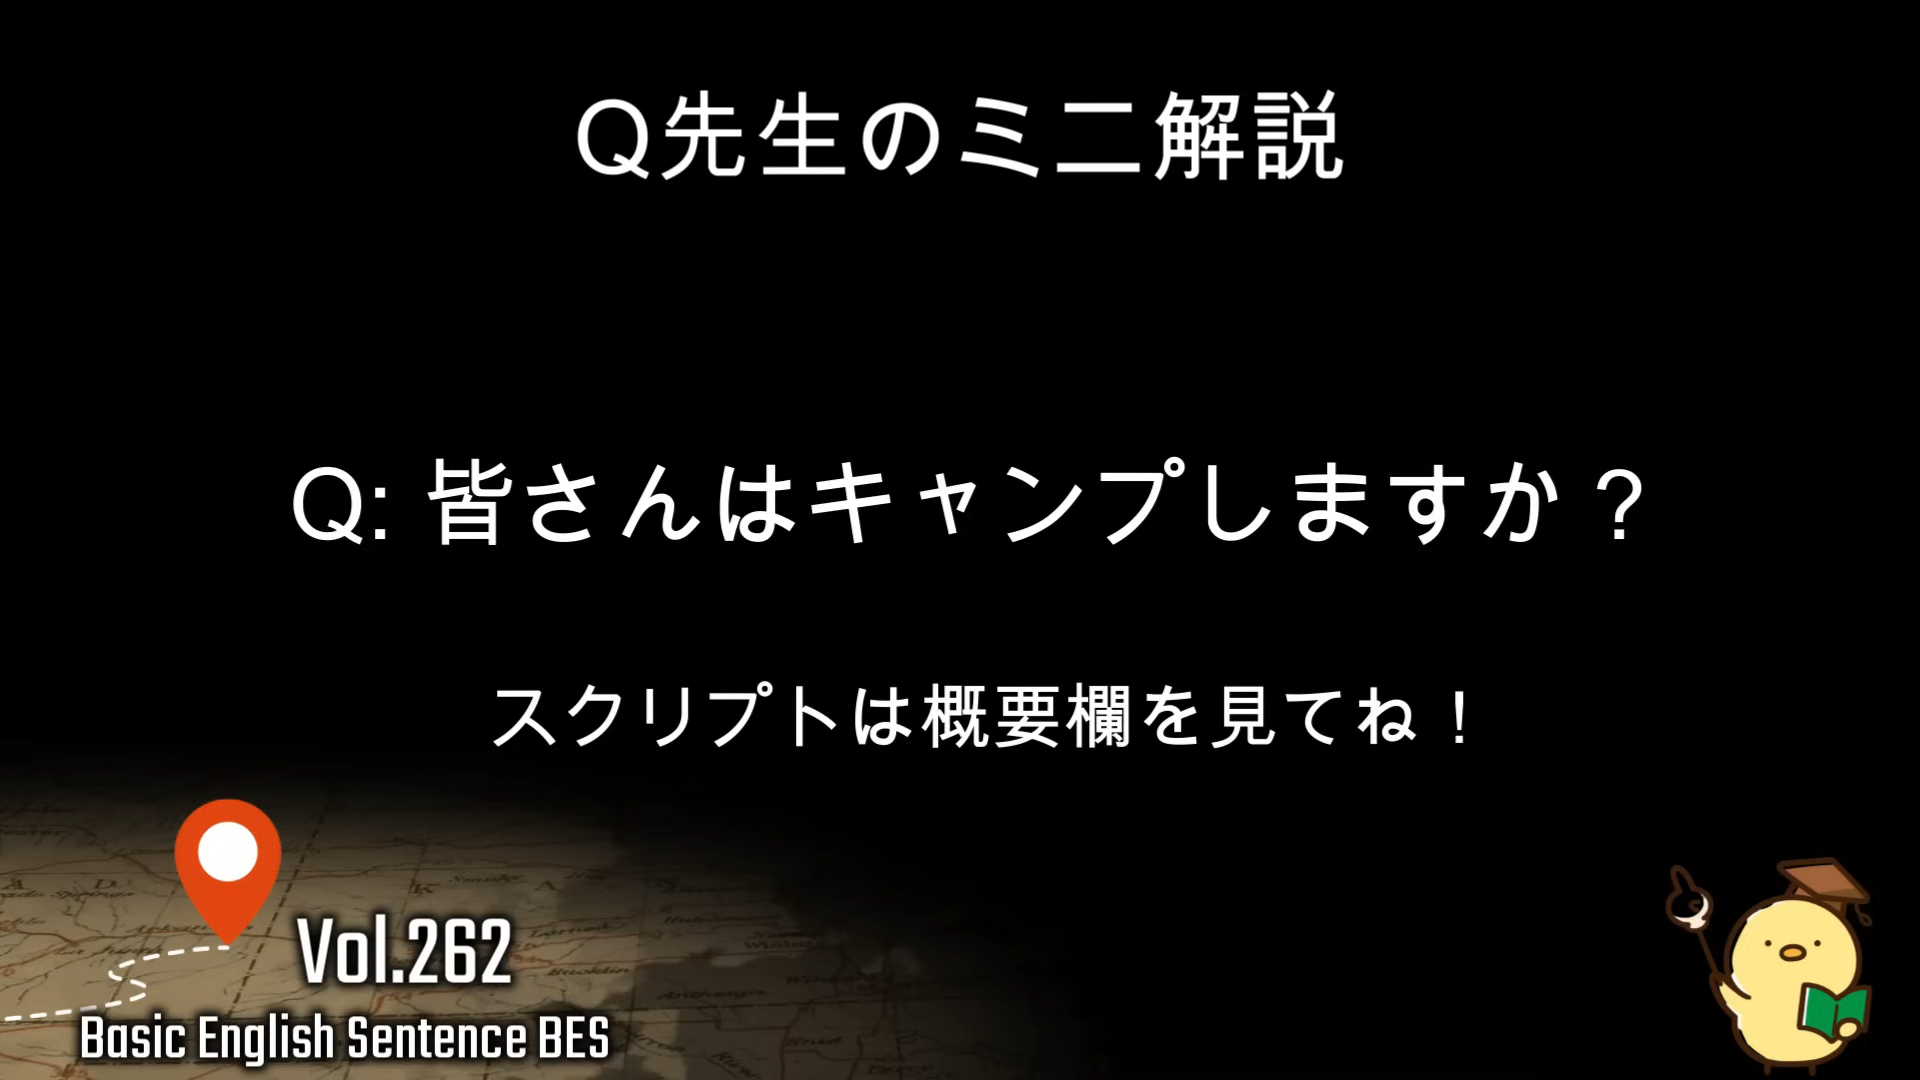 Q先生のミニ解説
Q: 皆さんはキャンプしますか？
スクリプトは概要欄を見てね！
Vol.262
Basic English Sentence BES